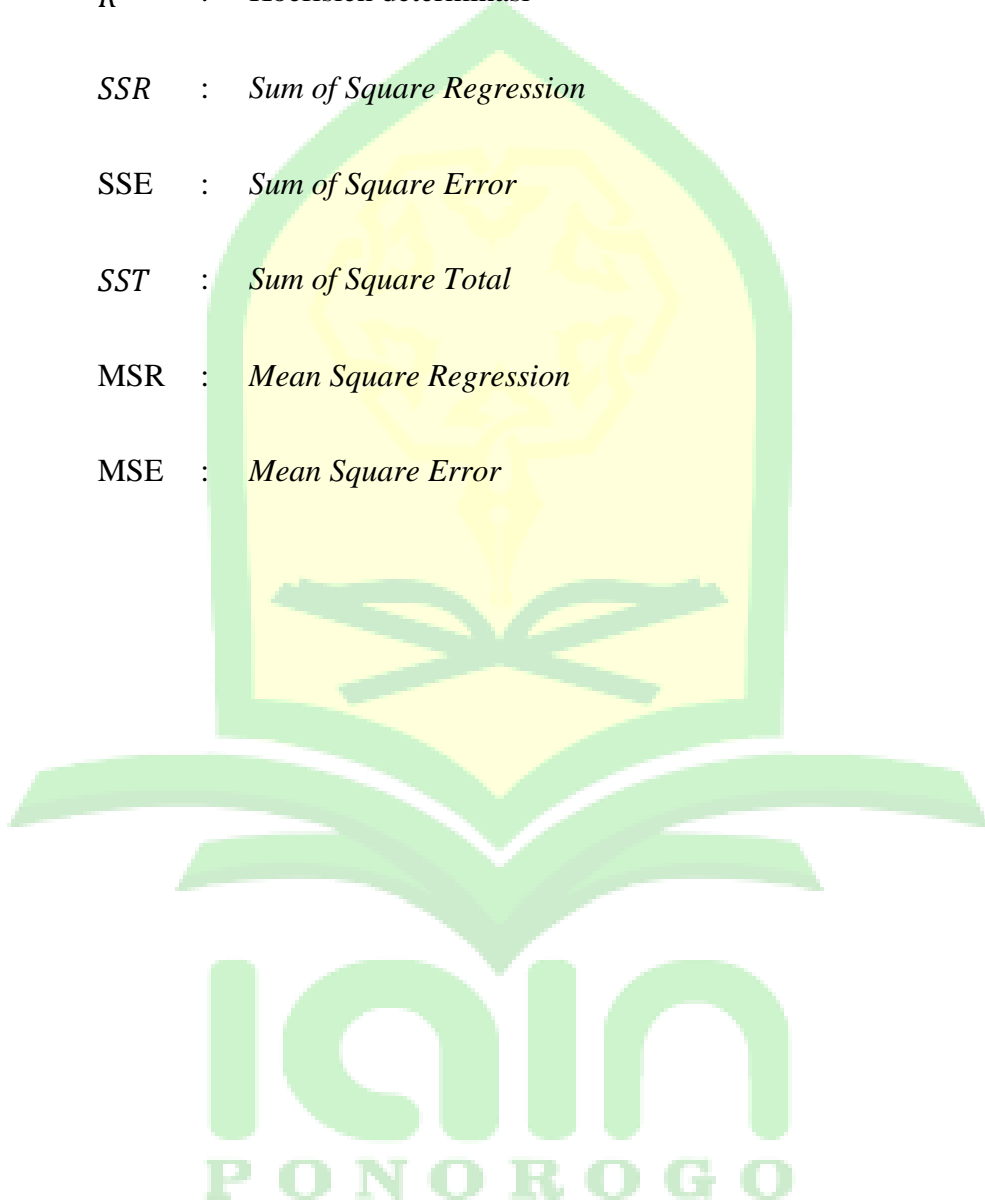 SSR : Sum of Square Regression
SSE : Sum of Square Error
SST : Sum of Square Total
MSR : Mean Square Regression
MSE : Mean Square Error
iain
PONOROGO